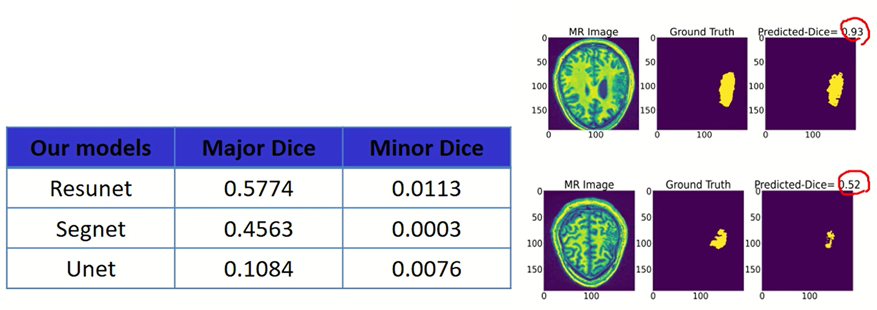 Our models Major Dice Minor Dice
Resunet 0.5774 0.0113
Segnet 0.4563 0.0003
Unet 0.1084 0.0076
MR Image Ground Truth Predicted-Dice= 0.93
0 0 0
50 50 50
100 100 100
150 150 150
0 100 0 100 0 100
MR Image Ground Truth Predicted-Dice= 0.52
0 0 0
50 50 50
100 100 100
150 150 150
0 100 0 100 0 100